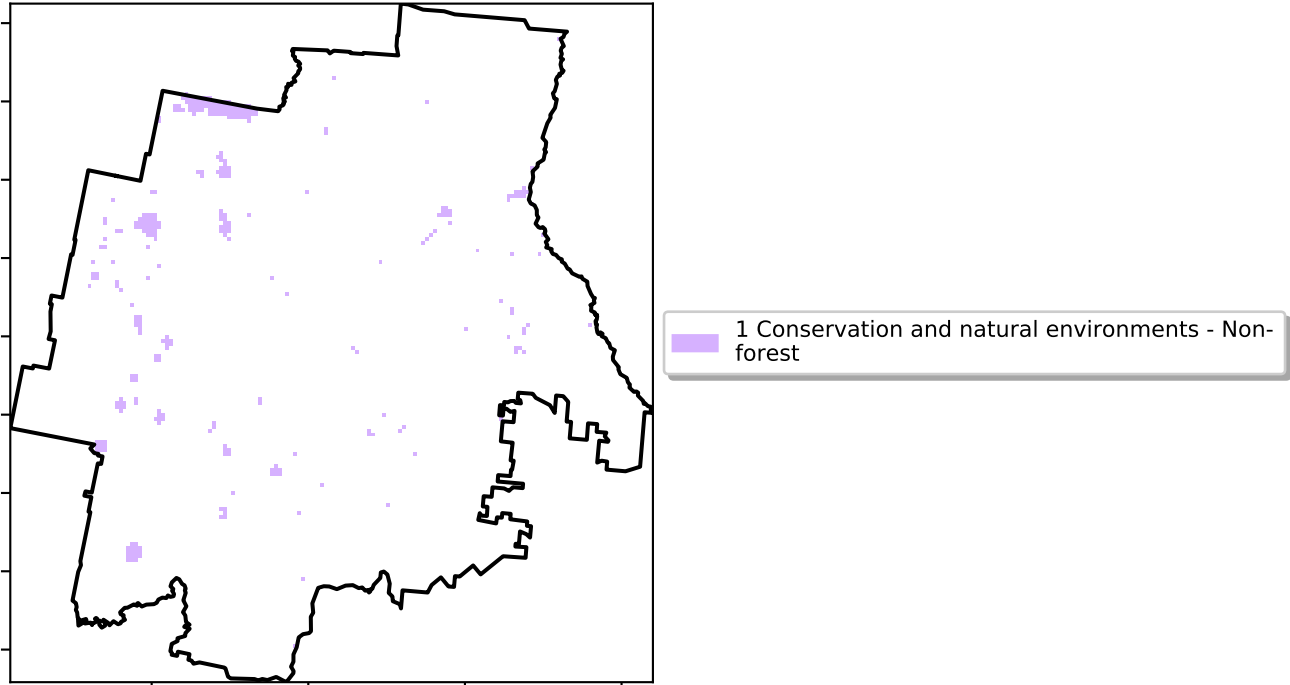 1 Conservation and natural environments - Non-
forest